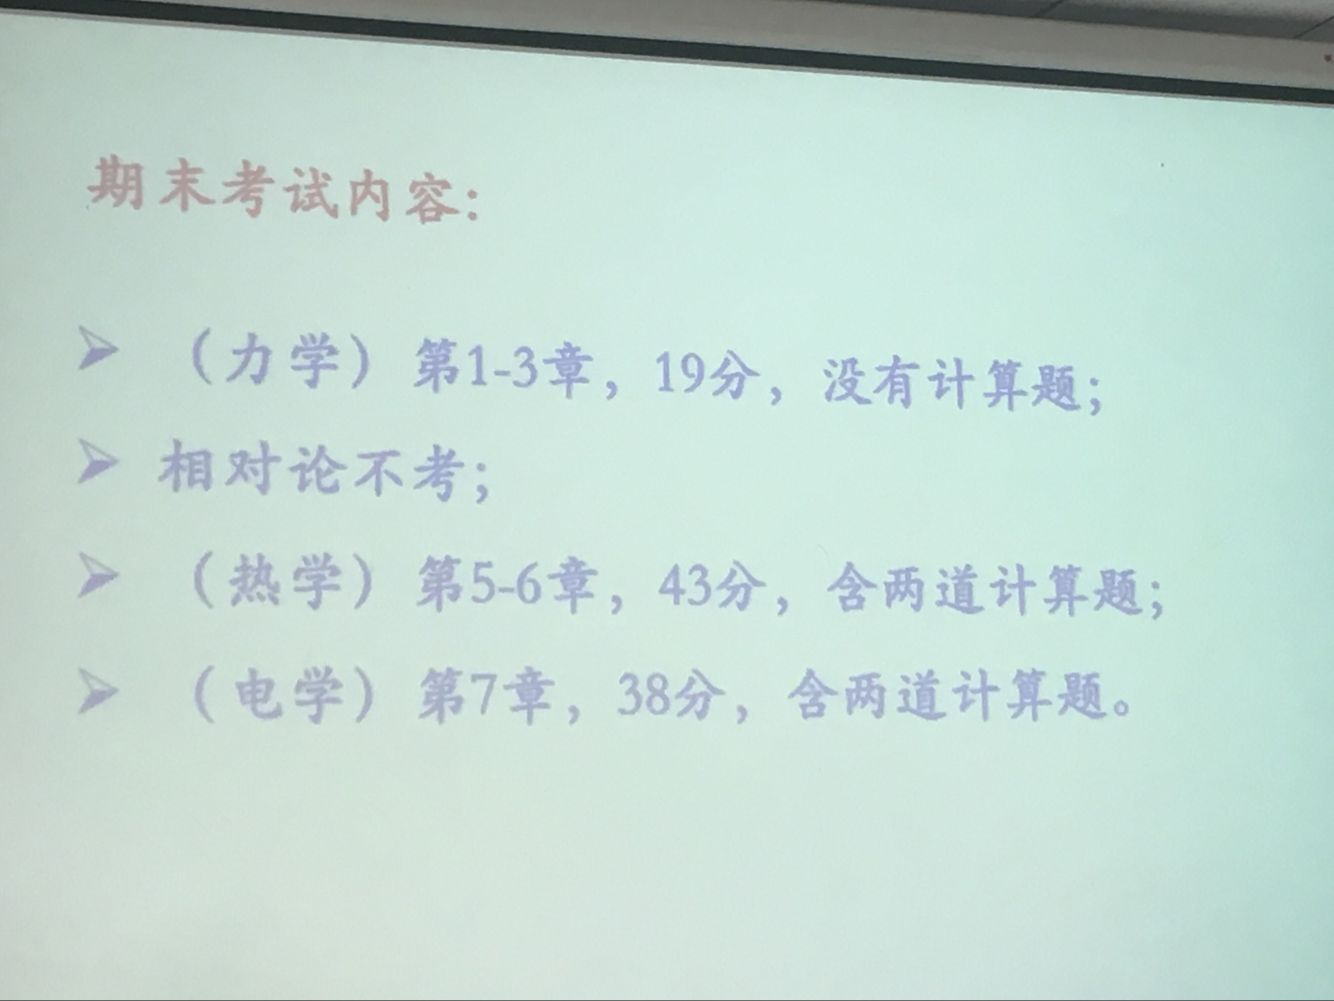 期末考试内容：
（力学）第1-3章，19分，没有计算题；
相对论不考；
（热学）第5-6章，43分，含两道计算题；
（电学）第7章，38分，含两道计算题。